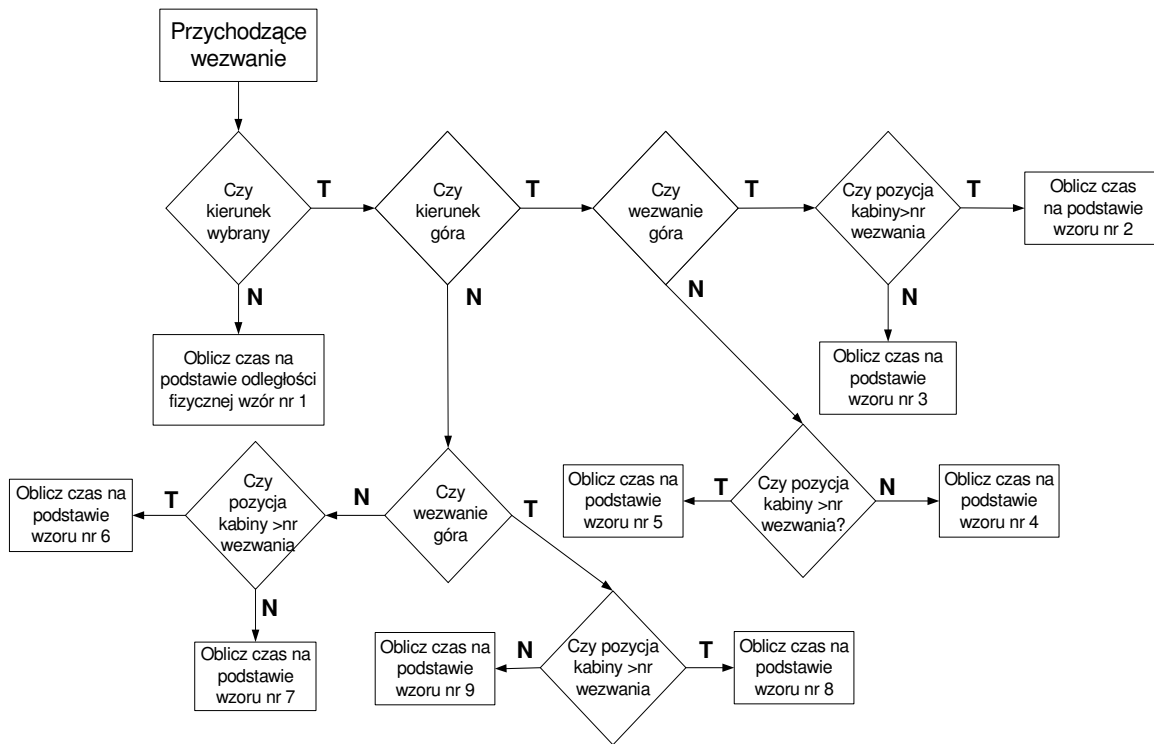 Przychodzące
wezwanie
Czy
kierunek
wybrany
T
Czy
kierunek
góra
T
Czy
wezwanie
góra
T
Czy pozycja
kabiny>nr
wezwania
T
Oblicz czas
na podstawie
wzoru nr 2
N
N
N
N
Oblicz czas na
podstawie odległości
fizycznej wzór nr 1
Oblicz czas na
podstawie
wzoru nr 3
Oblicz czas na
podstawie
wzoru nr 6
T
Czy
pozycja
kabiny >nr
wezwania
N
Czy
wezwanie
góra
T
Oblicz czas na
podstawie
wzoru nr 5
T
Czy pozycja
kabiny >nr
wezwania?
N
Oblicz czas na
podstawie
wzoru nr 4
N
Oblicz czas na
podstawie
wzoru nr 7
Oblicz czas na
podstawie
wzoru nr 9
N
Czy pozycja
kabiny >nr
wezwania
T
Oblicz czas na
podstawie
wzoru nr 8